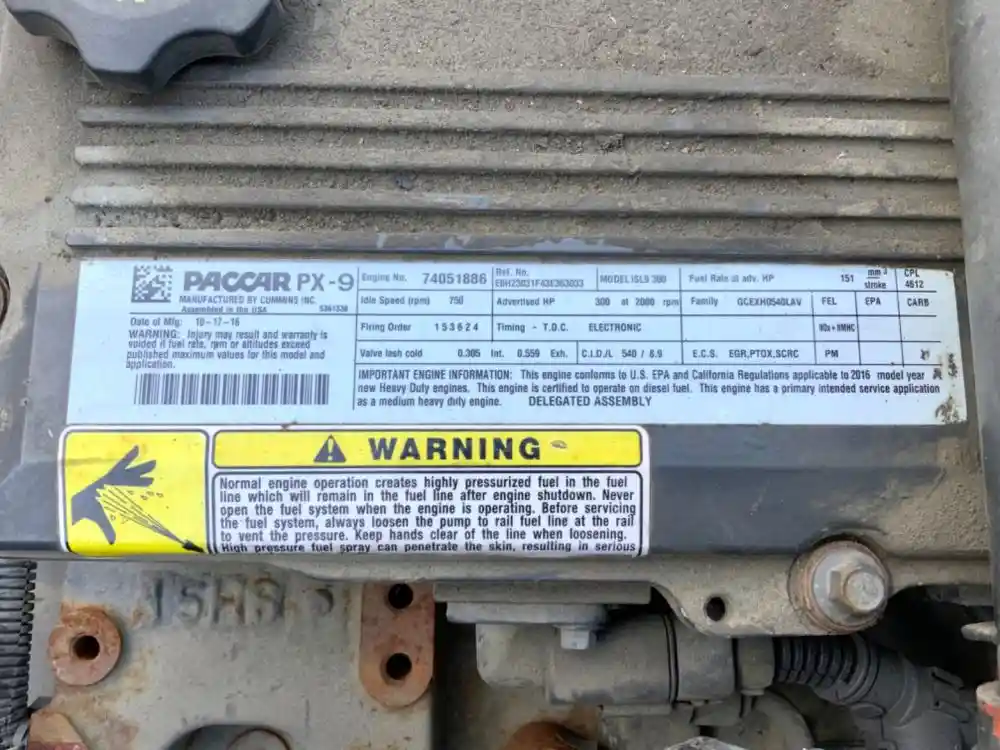 PACCAR PX-9
MANUFACTURED BY CUMMINS INC.
Assembled in the USA
Date of Mfg: 10-17-16
WARNING: Injury may result and warranty is
voided if fuel rate, rpm or altitudes exceed
published maximum values for this model and
application.
Engine No. 74051886 Ref. No. MODEL ISL9 300 Fuel Rate at adv. HP 151 mm³ stroke CPL 4612
Idle Speed (rpm) 750 Advertised HP 300 at 2000 rpm Family GCEXH0540LAV FEL EPA CARB
Firing Order 1 5 3 6 2 4 Timing - T.D.C. ELECTRONIC NOx + NMHC
Valve lash cold 0.305 Int. 0.559 Exh. C.I.D./L 540 / 8.9 E.C.S. EGR,PTOX,SCRC PM
IMPORTANT ENGINE INFORMATION: This engine conforms to U.S. EPA and California Regulations applicable to 2016 model year
new Heavy Duty engines. This engine is certified to operate on diesel fuel. This engine has a primary intended service application
as a medium heavy duty engine. DELEGATED ASSEMBLY
WARNING
Normal engine operation creates highly pressurized fuel in the fuel
line which will remain in the fuel line after engine shutdown. Never
open the fuel system when the engine is operating. Before servicing
the fuel system, always loosen the pump to rail fuel line at the rail
to vent the pressure. Keep hands clear of the line when loosening.
High pressure fuel spray can penetrate the skin, resulting in serious